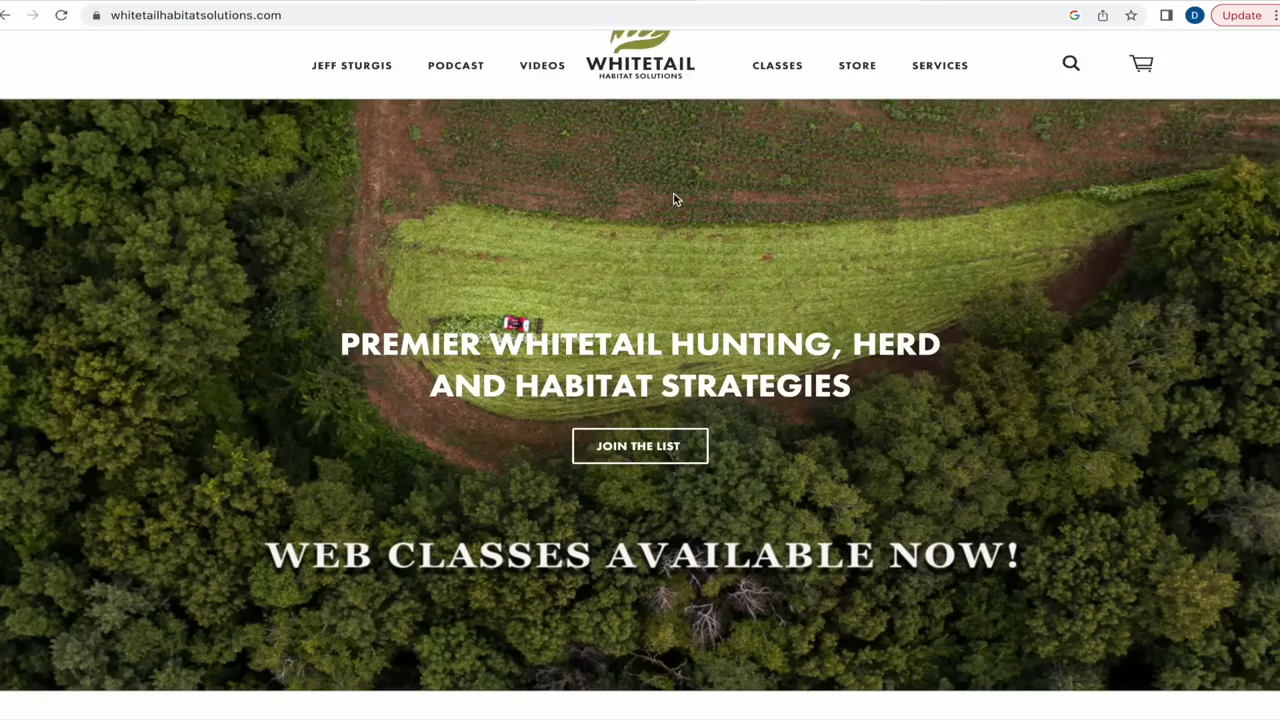 whitetailhabitatsolutions.com
D
Update
JEFF STURGIS
PODCAST
VIDEOS
WHITETAIL
HABITAT SOLUTIONS
CLASSES
STORE
SERVICES
PREMIER WHITETAIL HUNTING, HERD
AND HABITAT STRATEGIES
JOIN THE LIST
WEB CLASSES AVAILABLE NOW!